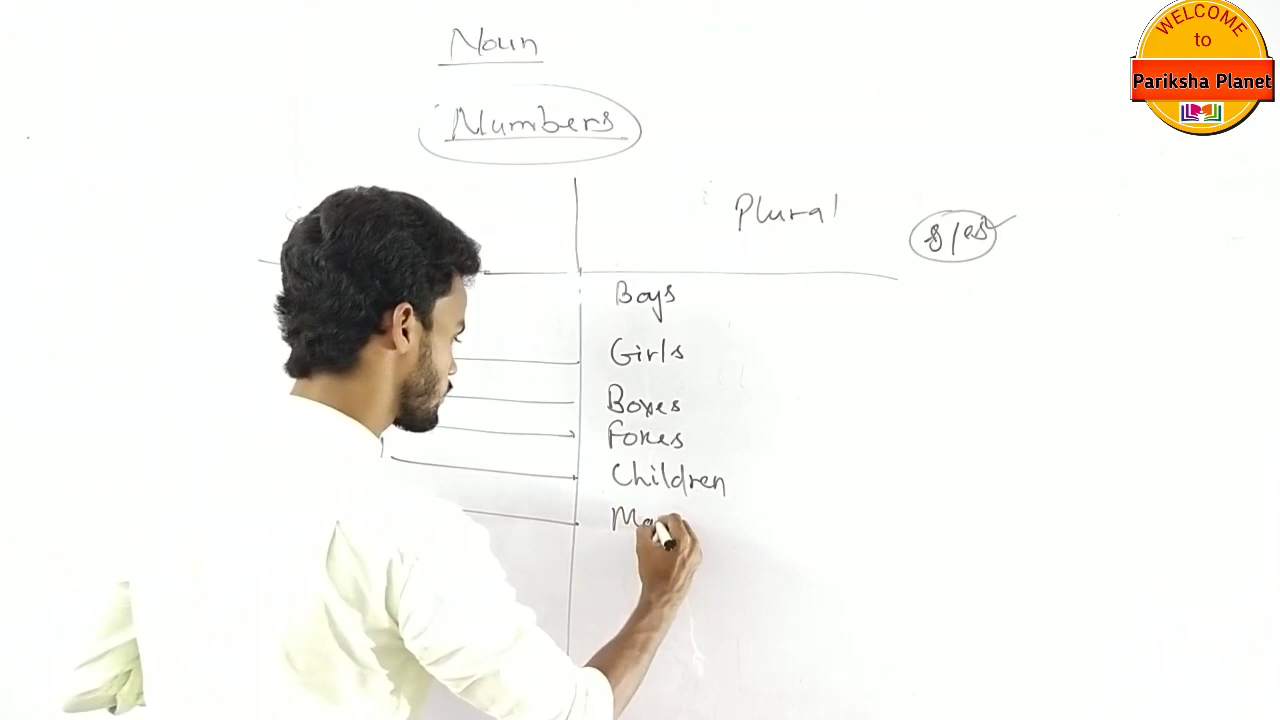 Noun
Numbers
Plural
s/es
Boys
Girls
Boxes
Foxes
Children
WELCOME
to
Pariksha Planet